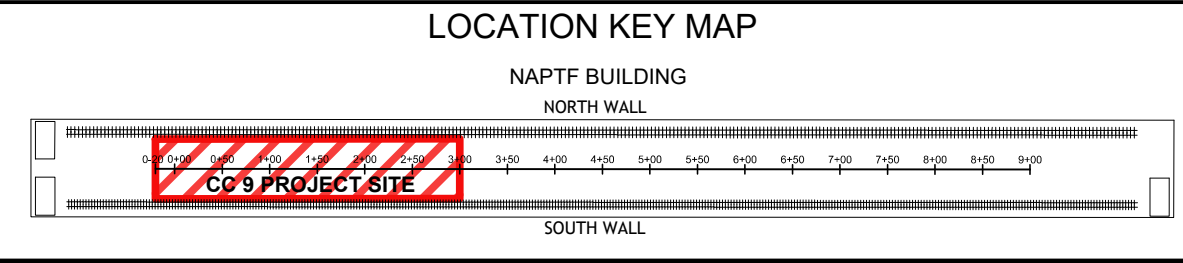 LOCATION KEY MAP
NAPTF BUILDING
NORTH WALL
0-20 0+00 0+50 1+00 1+50 2+00 2+50 3+00 3+50 4+00 4+50 5+00 5+50 6+00 6+50 7+00 7+50 8+00 8+50 9+00
CC 9 PROJECT SITE
SOUTH WALL